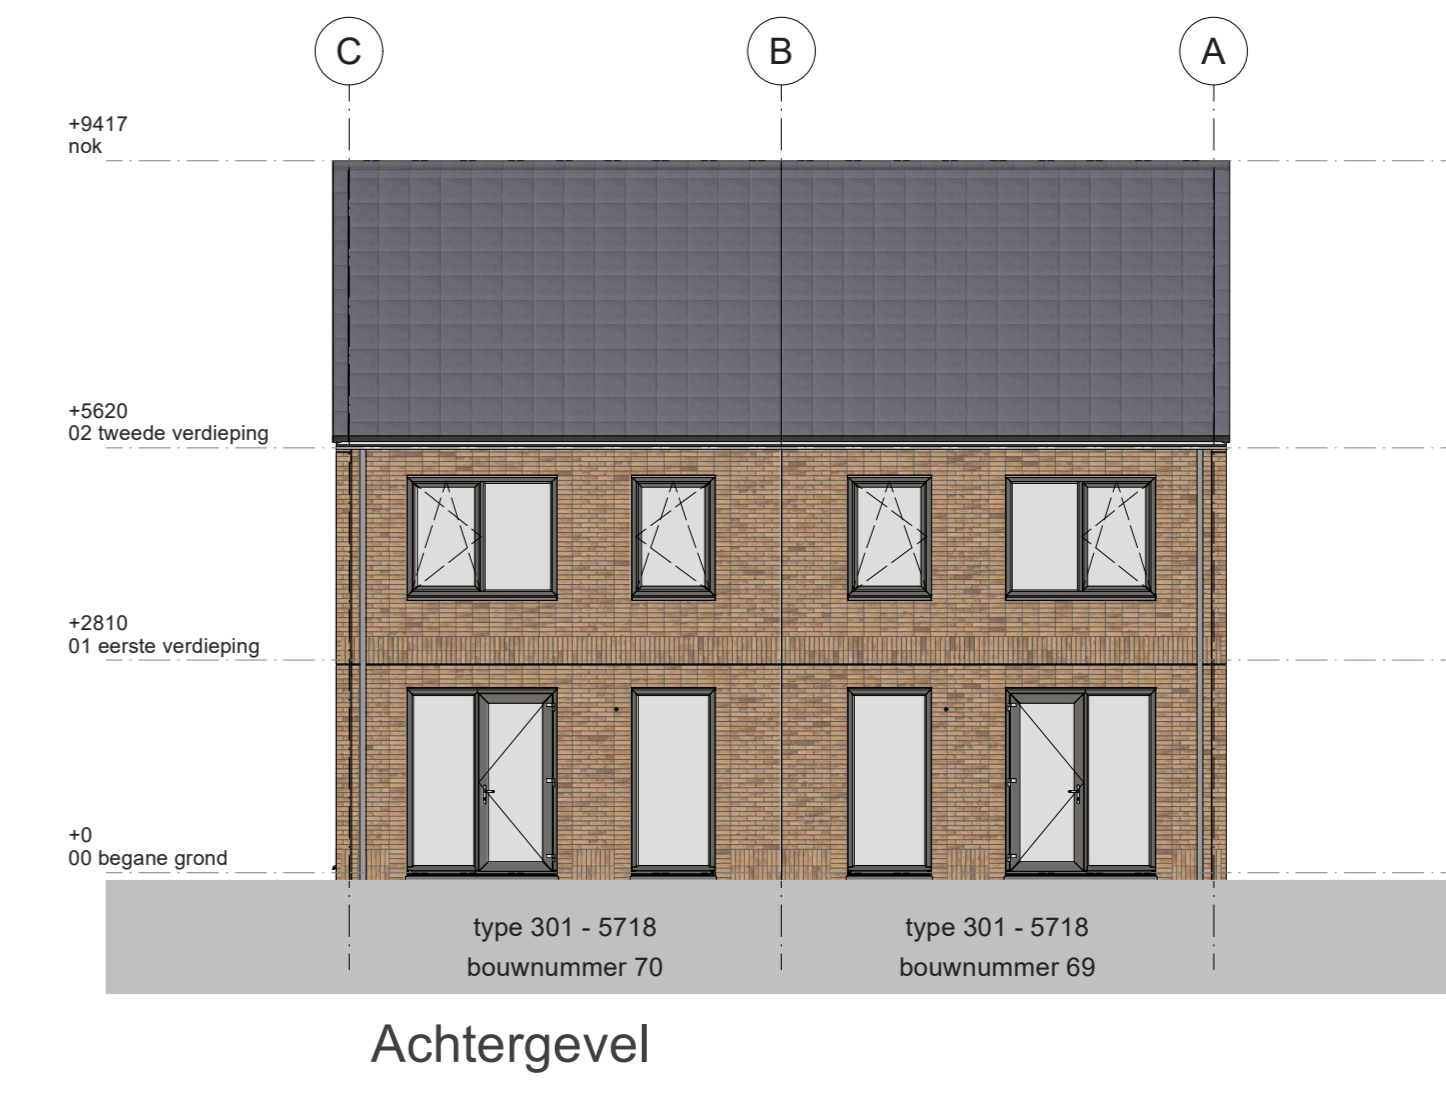 C
B
A
+9417
nok
+5620
02 tweede verdieping
+2810
01 eerste verdieping
+0
00 begane grond
type 301 - 5718
bouwnummer 70
type 301 - 5718
bouwnummer 69
Achtergevel